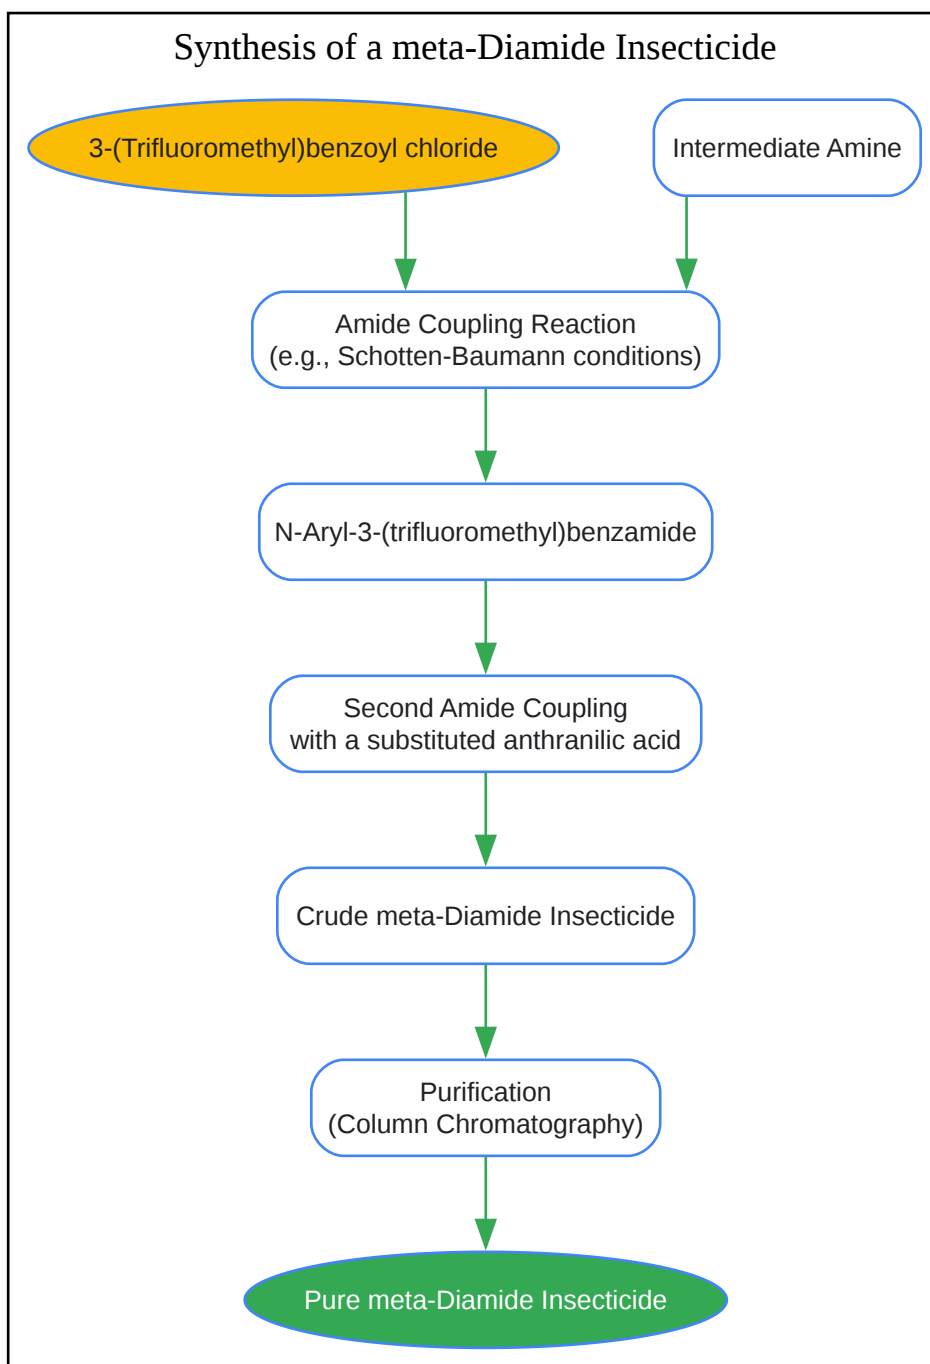 Synthesis of a meta-Diamide Insecticide
3-(Trifluoromethyl)benzoyl chloride
Intermediate Amine
Amide Coupling Reaction
(e.g., Schotten-Baumann conditions)
N-Aryl-3-(trifluoromethyl)benzamide
Second Amide Coupling
with a substituted anthranilic acid
Crude meta-Diamide Insecticide
Purification
(Column Chromatography)
Pure meta-Diamide Insecticide